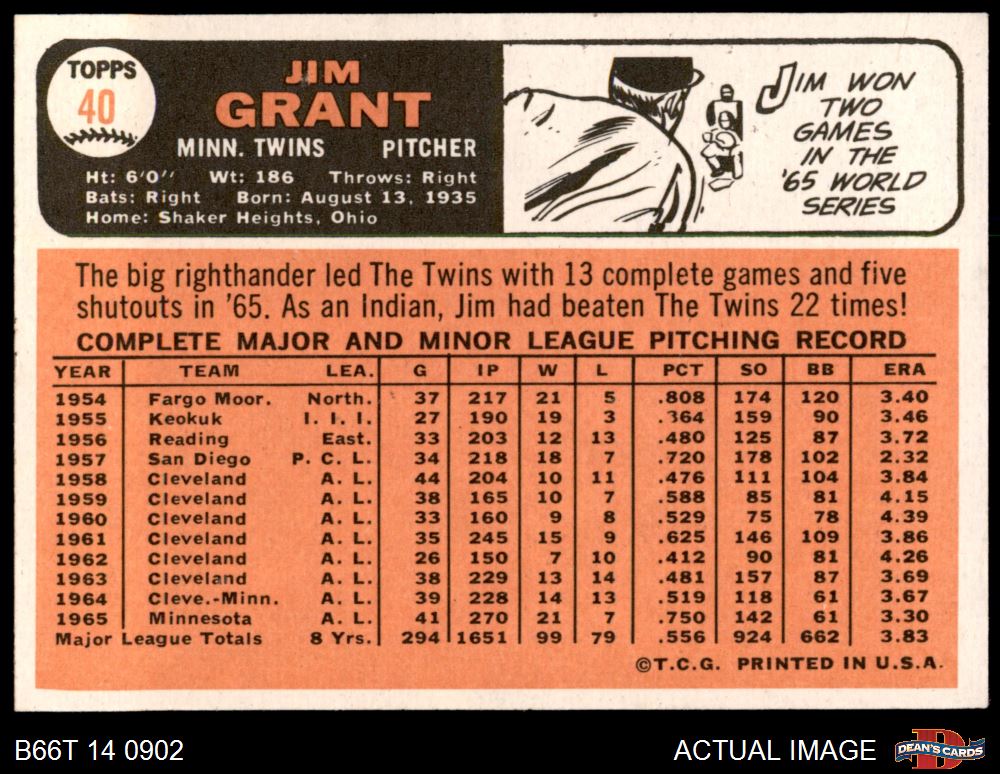 TOPPS
40
JIM
GRANT
MINN. TWINS PITCHER
Ht: 6'0" Wt: 186 Throws: Right
Bats: Right Born: August 13, 1935
Home: Shaker Heights, Ohio
JIM WON
TWO
GAMES
IN THE
'65 WORLD
SERIES
The big righthander led The Twins with 13 complete games and five
shutouts in '65. As an Indian, Jim had beaten The Twins 22 times!
COMPLETE MAJOR AND MINOR LEAGUE PITCHING RECORD
YEAR TEAM LEA. G IP W L PCT SO BB ERA
1954 Fargo Moor. North. 37 217 21 5 .808 174 120 3.40
1955 Keokuk I. I. I. 27 190 19 3 .364 159 90 3.46
1956 Reading East. 33 203 12 13 .480 125 87 3.72
1957 San Diego P. C. L. 34 218 18 7 .720 178 102 2.32
1958 Cleveland A. L. 44 204 10 11 .476 111 104 3.84
1959 Cleveland A. L. 38 165 10 7 .588 85 81 4.15
1960 Cleveland A. L. 33 160 9 8 .529 75 78 4.39
1961 Cleveland A. L. 35 245 15 9 .625 146 109 3.86
1962 Cleveland A. L. 26 150 7 10 .412 90 81 4.26
1963 Cleveland A. L. 38 229 13 14 .481 157 87 3.69
1964 Cleve.-Minn. A. L. 39 228 14 13 .519 118 61 3.67
1965 Minnesota A. L. 41 270 21 7 .750 142 61 3.30
Major League Totals 8 Yrs. 294 1651 99 79 .556 924 662 3.83
©T.C.G. PRINTED IN U.S.A.
B66T 14 0902 ACTUAL IMAGE DEAN'S CARDS